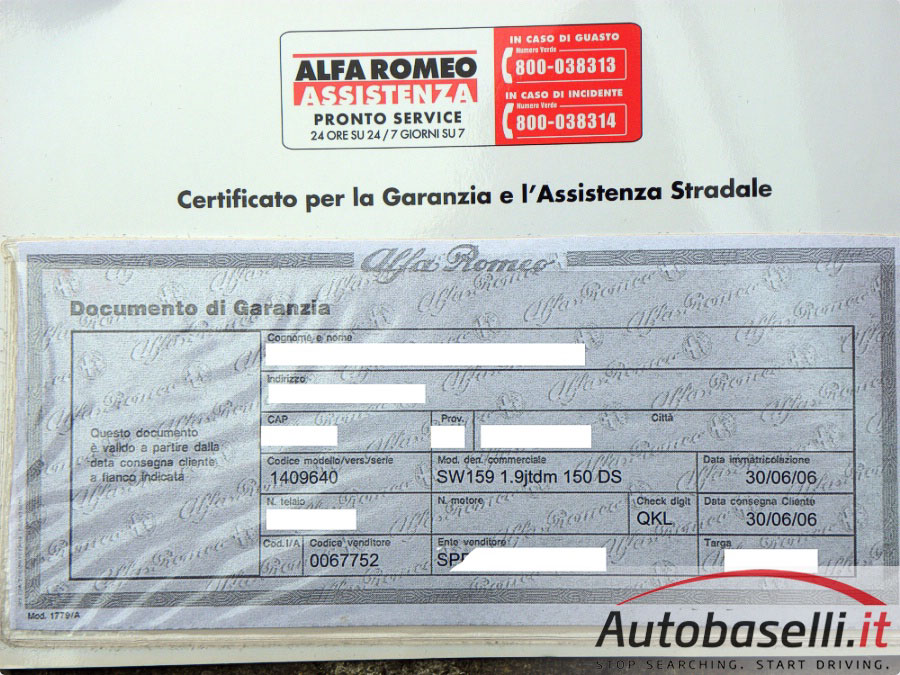 ALFA ROMEO
ASSISTENZA
PRONTO SERVICE
24 ORE SU 24 / 7 GIORNI SU 7
IN CASO DI GUASTO
Numero Verde
800-038313
IN CASO DI INCIDENTE
Numero Verde
800-038314
Certificato per la Garanzia e l'Assistenza Stradale
Alfa Romeo
Documento di Garanzia
Questo documento
è valido a partire dalla
data consegna cliente
a fianco indicata
Cognome e nome
Indirizzo
CAP Prov. Città
Codice modello/vers./serie Mod. den. commerciale Data immatricolazione
1409640 SW159 1.9jtdm 150 DS 30/06/06
N. telaio N. motore Check digit Data consegna Cliente
QKL 30/06/06
Cod. I/A Codice venditore Ente venditore Targa
0067752
Mod. 1779/A
Autobaselli.it
STOP SEARCHING. START DRIVING.